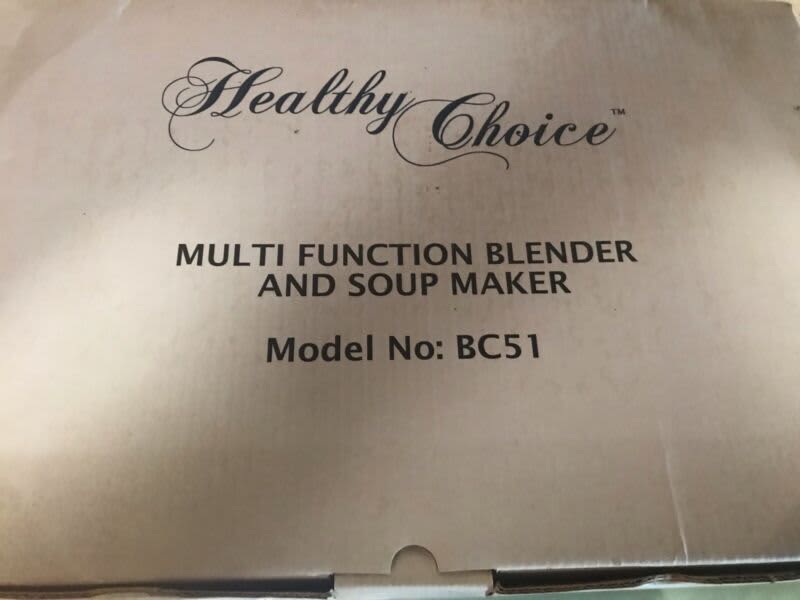 Healthy Choice™
MULTI FUNCTION BLENDER
AND SOUP MAKER
Model No: BC51